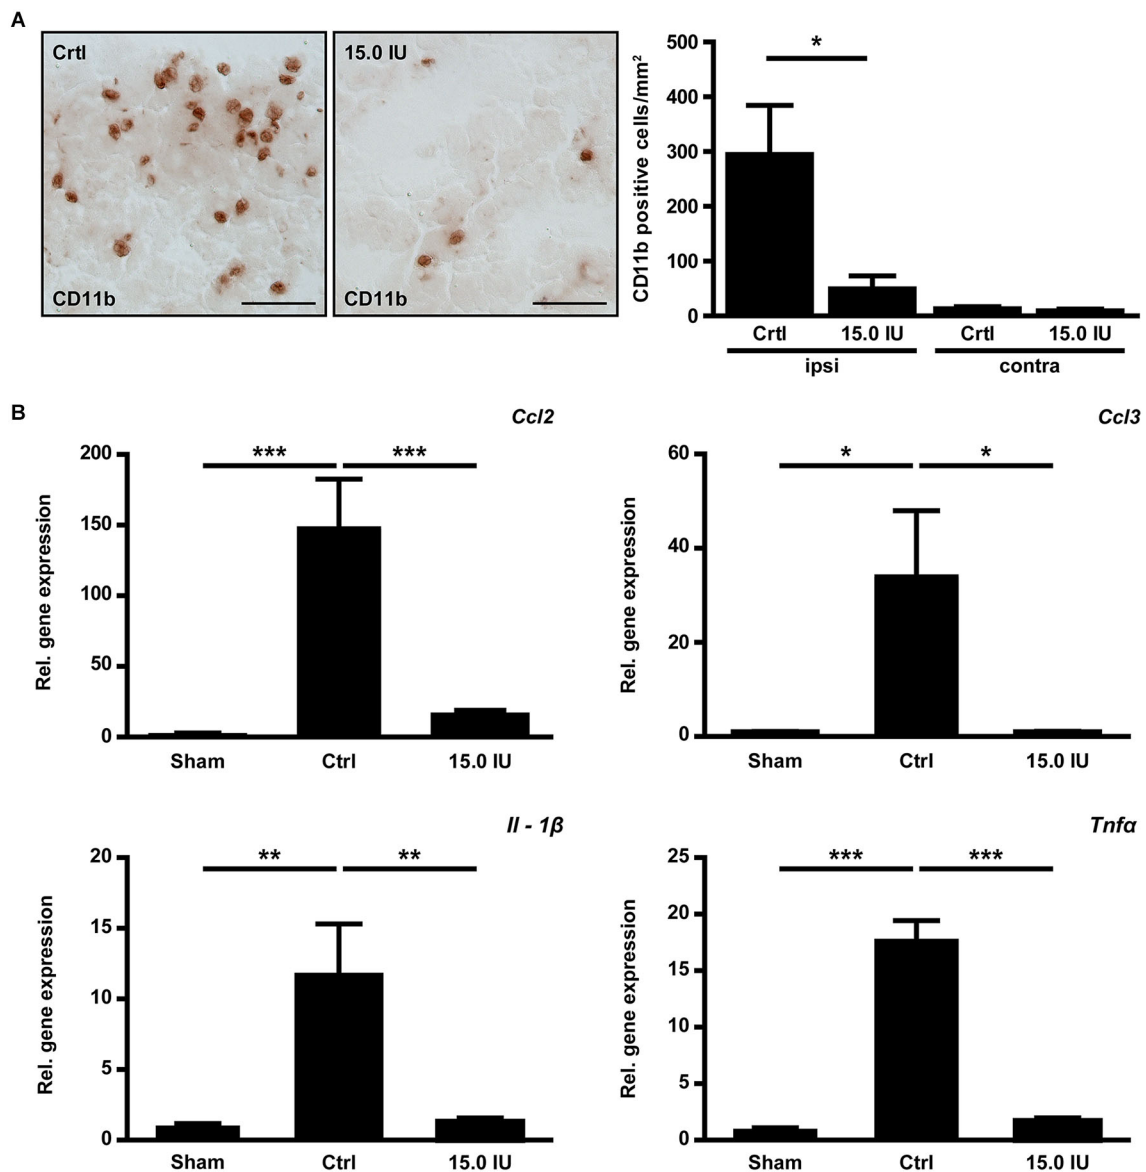 A
Crtl
CD11b
15.0 IU
CD11b
CD11b positive cells/mm²
500
400
300
200
100
0
*
Crtl
15.0 IU
Crtl
15.0 IU
ipsi
contra
B
Ccl2
Rel. gene expression
200
150
100
50
0
***
***
Sham
Ctrl
15.0 IU
Ccl3
Rel. gene expression
60
40
20
0
*
*
Sham
Ctrl
15.0 IU
Il - 1β
Rel. gene expression
20
15
10
5
0
**
**
Sham
Ctrl
15.0 IU
Tnfα
Rel. gene expression
25
20
15
10
5
0
***
***
Sham
Ctrl
15.0 IU